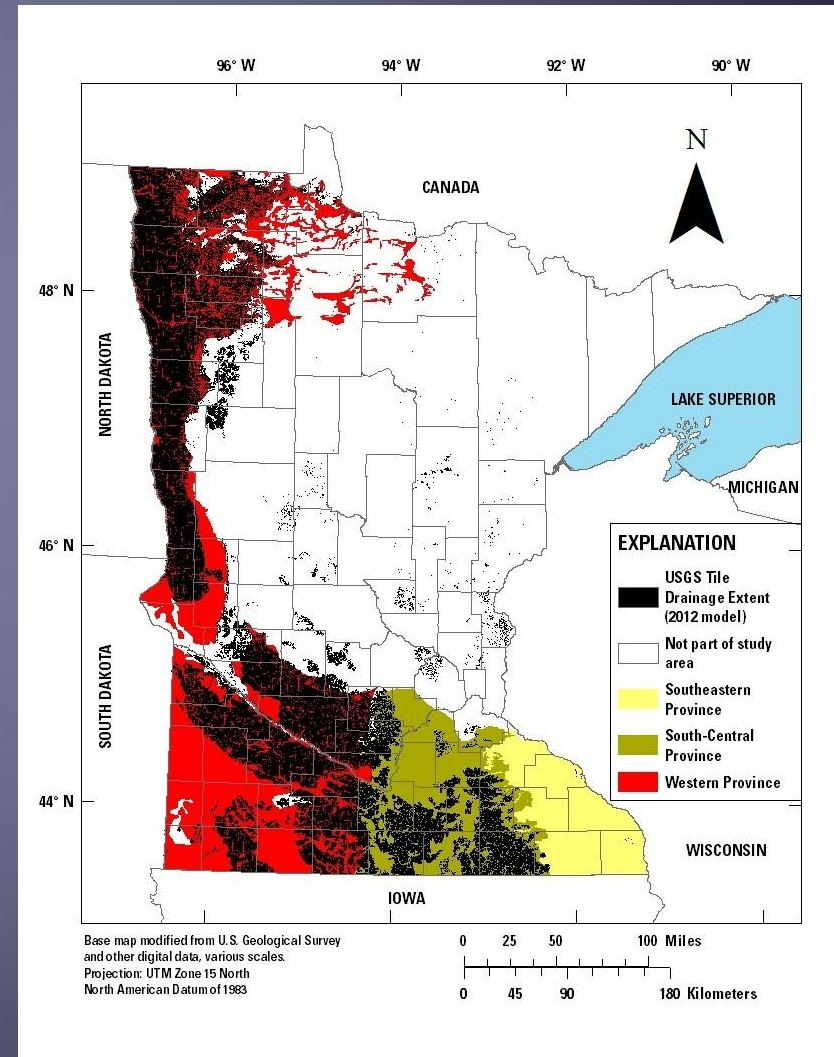 96° W
94° W
92° W
90° W
N
CANADA
48° N
NORTH DAKOTA
LAKE SUPERIOR
MICHIGAN
46° N
EXPLANATION
USGS Tile
Drainage Extent
(2012 model)
Not part of study
area
Southeastern
Province
South-Central
Province
Western Province
SOUTH DAKOTA
44° N
WISCONSIN
IOWA
Base map modified from U.S. Geological Survey
and other digital data, various scales.
Projection: UTM Zone 15 North
North American Datum of 1983
0 25 50 100 Miles
0 45 90 180 Kilometers